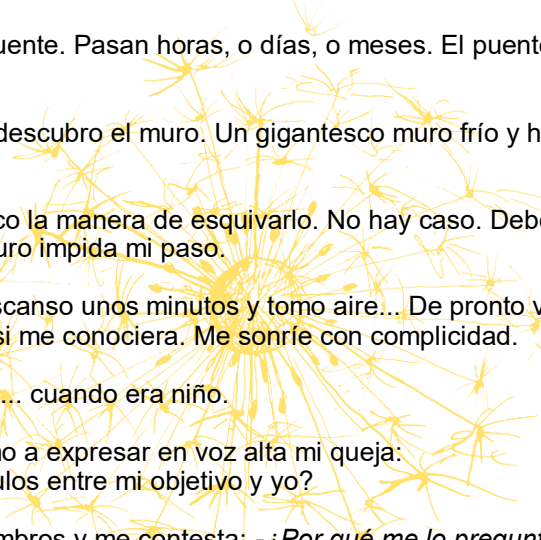 uente. Pasan horas, o días, o meses. El puent
descubro el muro. Un gigantesco muro frío y h
co la manera de esquivarlo. No hay caso. Deb
uro impida mi paso.
scanso unos minutos y tomo aire... De pronto v
si me conociera. Me sonríe con complicidad.
... cuando era niño.
o a expresar en voz alta mi queja:
ulos entre mi objetivo y yo?
mbros y me contesta: -¿Por qué me lo pregunt